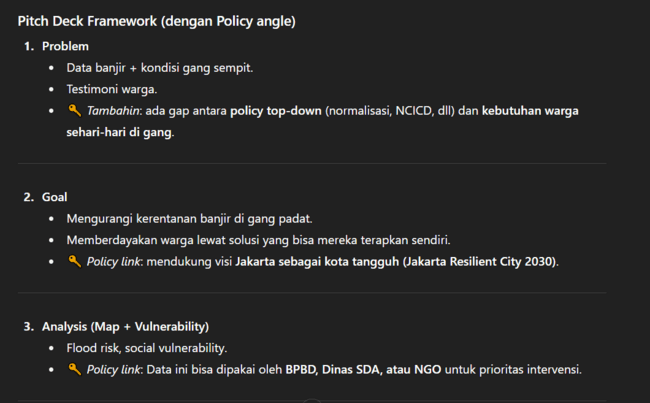 Pitch Deck Framework (dengan Policy angle)
1. Problem
• Data banjir + kondisi gang sempit.
• Testimoni warga.
• 🔑 Tambahin: ada gap antara policy top-down (normalisasi, NCICD, dll) dan kebutuhan warga
sehari-hari di gang.
2. Goal
• Mengurangi kerentanan banjir di gang padat.
• Memberdayakan warga lewat solusi yang bisa mereka terapkan sendiri.
• 🔑 Policy link: mendukung visi Jakarta sebagai kota tangguh (Jakarta Resilient City 2030).
3. Analysis (Map + Vulnerability)
• Flood risk, social vulnerability.
• 🔑 Policy link: Data ini bisa dipakai oleh BPBD, Dinas SDA, atau NGO untuk prioritas intervensi.